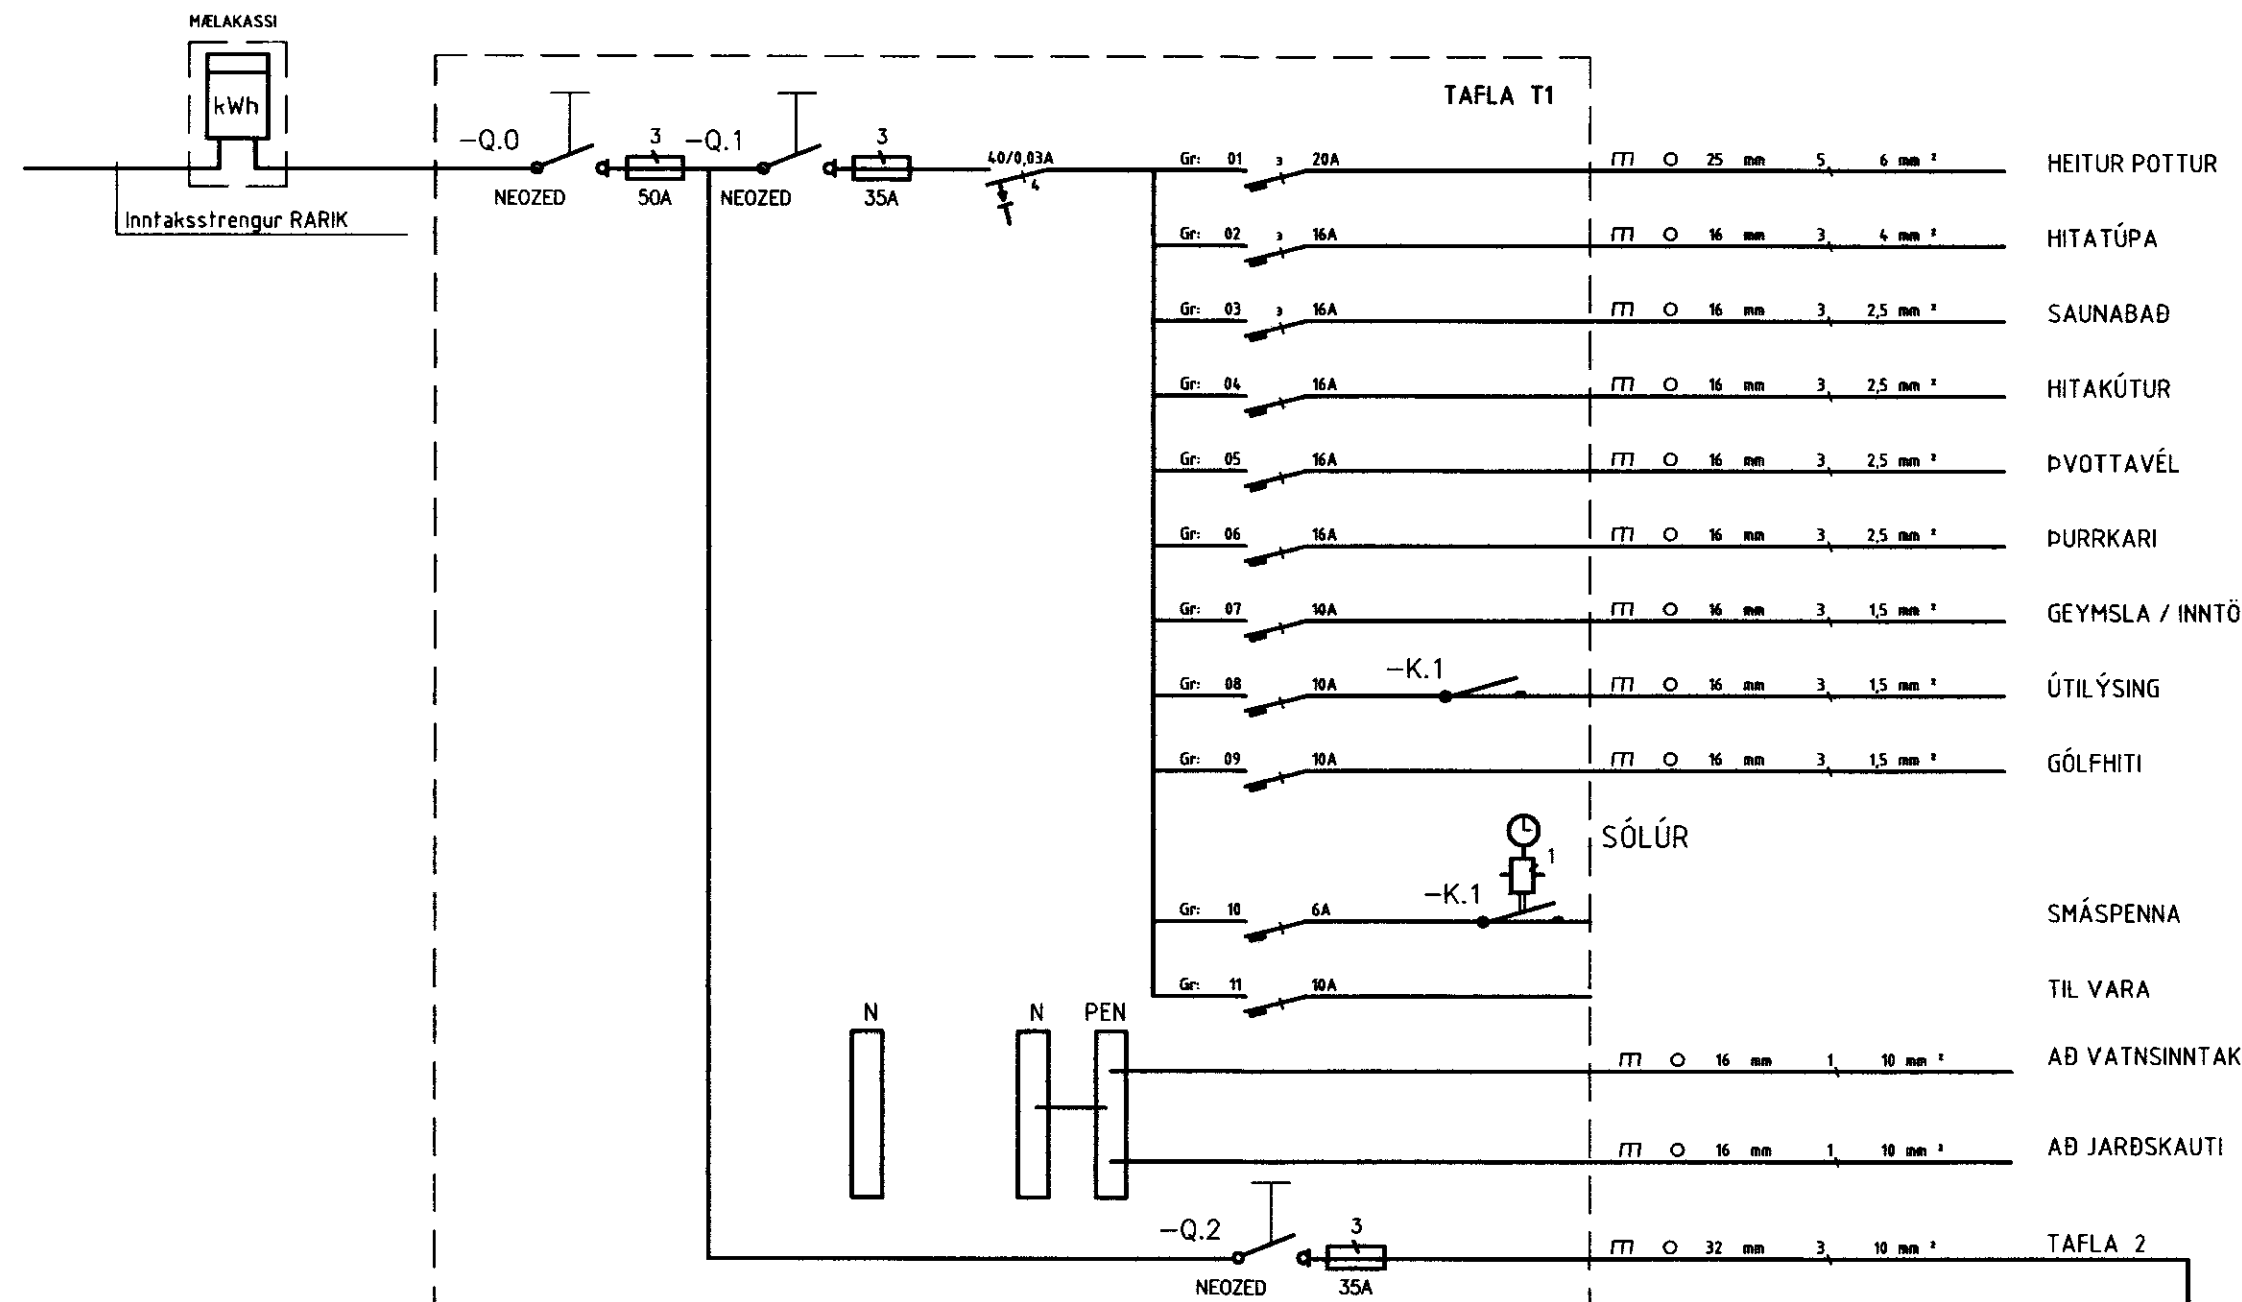 MÆLAKASSI
kWh
TAFLA T1
-Q.0 3 -Q.1 3
NEOZED 50A NEOZED 35A
40/0,03A
4
Inntaksstrengur RARIK
Gr: 01 3 20A 25 mm 5 6 mm² HEITUR POTTUR
Gr: 02 3 16A 16 mm 3 4 mm² HITATÚPA
Gr: 03 3 16A 16 mm 3 2,5 mm² SAUNABAÐ
Gr: 04 16A 16 mm 3 2,5 mm² HITAKÚTUR
Gr: 05 16A 16 mm 3 2,5 mm² ÞVOTTAVÉL
Gr: 06 16A 16 mm 3 2,5 mm² ÞURRKARI
Gr: 07 10A 16 mm 3 1,5 mm² GEYMSLA / INNTÖ
Gr: 08 10A -K.1 16 mm 3 1,5 mm² ÚTILÝSING
Gr: 09 10A 16 mm 3 1,5 mm² GÓLFHITI
SÓLÚR
1
Gr: 10 6A -K.1 SMÁSPENNA
Gr: 11 10A TIL VARA
N N PEN
16 mm 1 10 mm² AÐ VATNSINNTAK
16 mm 1 10 mm² AÐ JARÐSKAUTI
-Q.2 3 32 mm 3 10 mm² TAFLA 2
NEOZED 35A